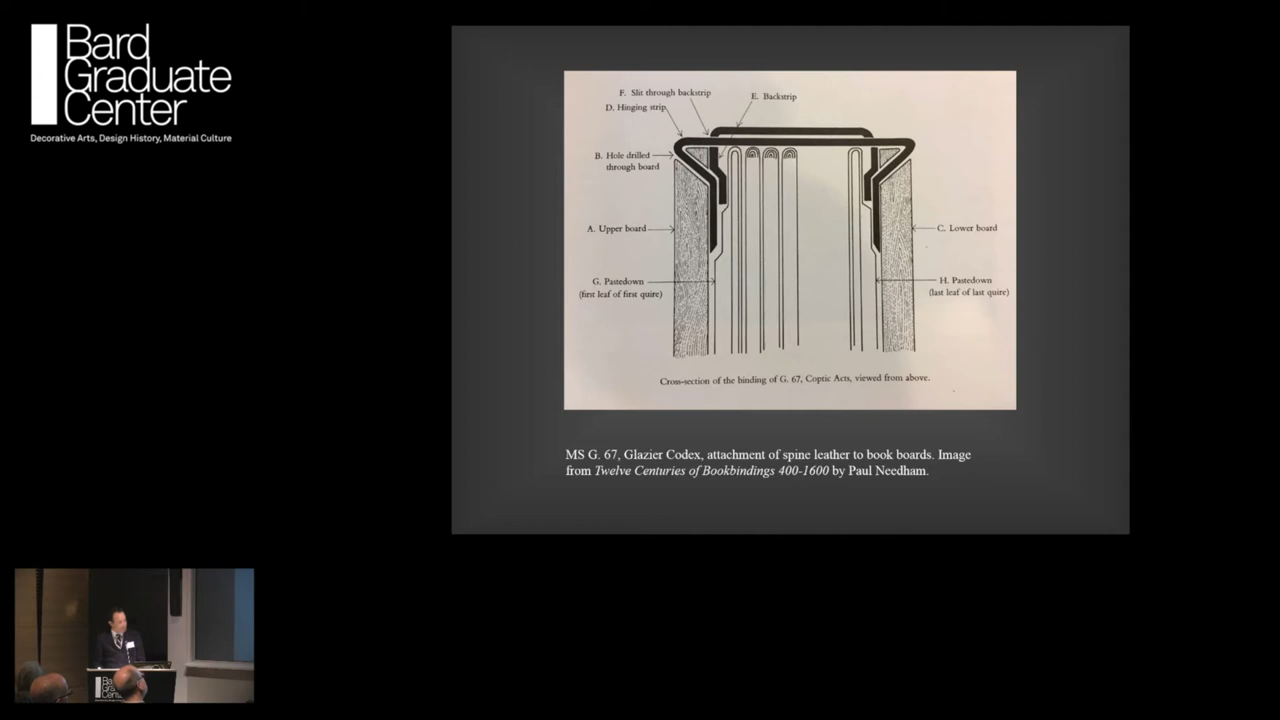 Bard
Graduate
Center
Decorative Arts, Design History, Material Culture
F. Slit through backstrip
E. Backstrip
D. Hinging strip
B. Hole drilled
through board
A. Upper board
C. Lower board
G. Pastedown
(first leaf of first quire)
H. Pastedown
(last leaf of last quire)
Cross-section of the binding of G. 67, Coptic Acts, viewed from above.
MS G. 67, Glazier Codex, attachment of spine leather to book boards. Image
from Twelve Centuries of Bookbindings 400-1600 by Paul Needham.
Bard